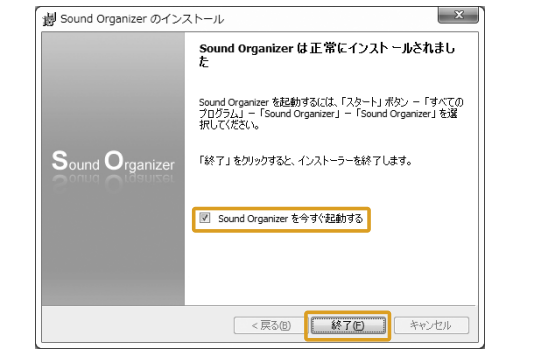 Sound Organizer のインストール
Sound Organizer は正常にインストールされまし
た
Sound Organizer を起動するには、「スタート」ボタン － 「すべての
プログラム」 － 「Sound Organizer」 － 「Sound Organizer」を選
択してください。
Sound Organizer
「終了」をクリックすると、インストーラーを終了します。
Sound Organizer を今すぐ起動する
< 戻る(B)
終了(F)
キャンセル